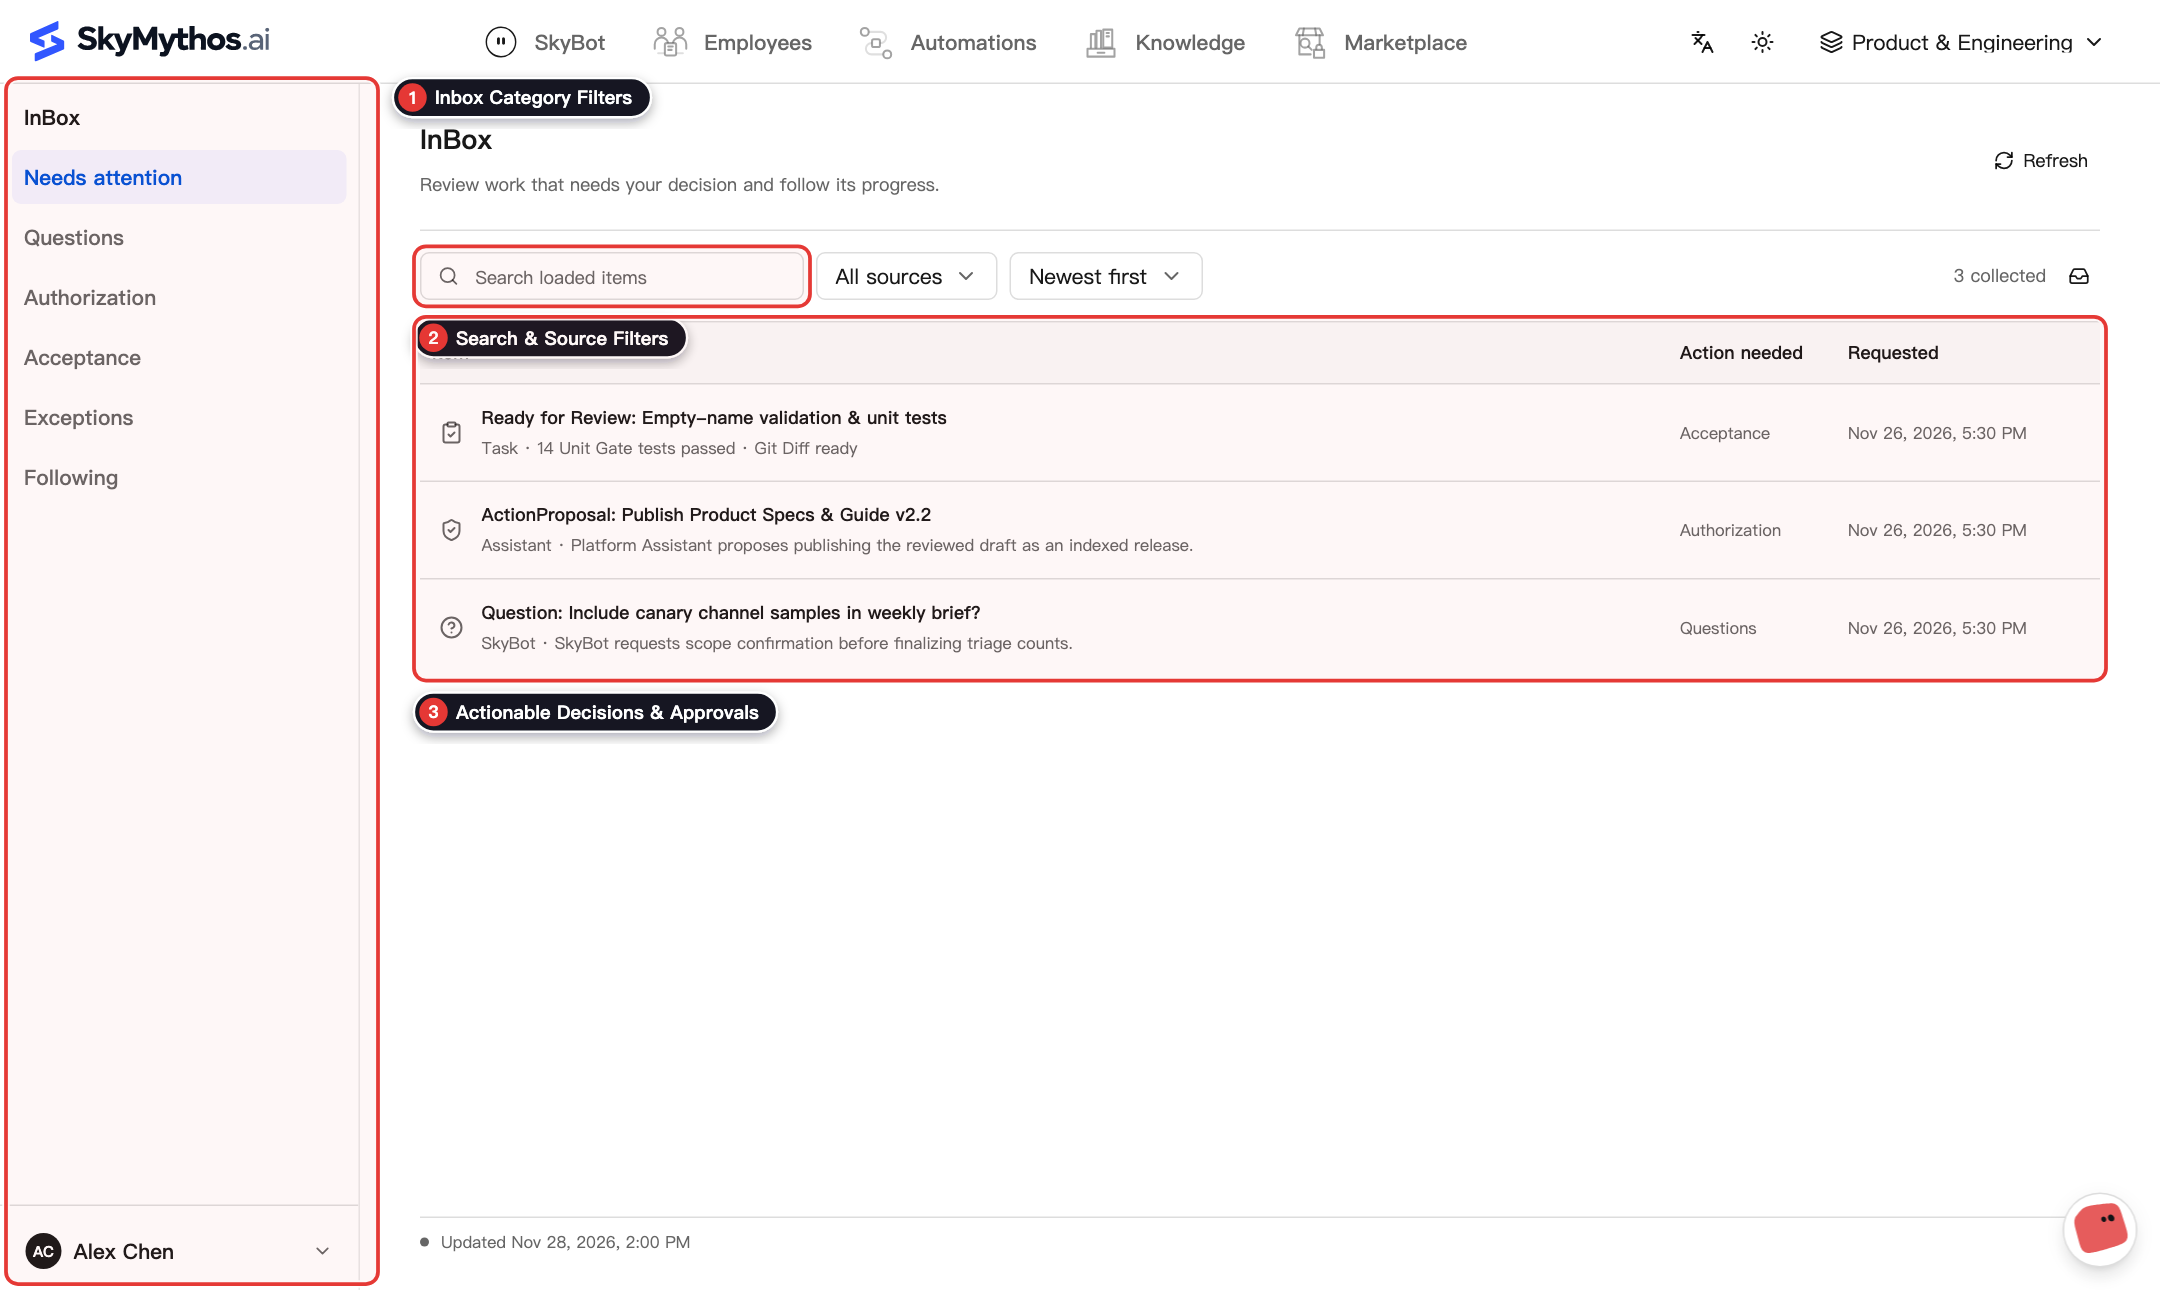 SkyMythos.ai
SkyBot
Employees
Automations
Knowledge
Marketplace
Product & Engineering
InBox
Needs attention
Questions
Authorization
Acceptance
Exceptions
Following
AC Alex Chen
1 Inbox Category Filters
InBox
Review work that needs your decision and follow its progress.
Refresh
Search loaded items
All sources
Newest first
3 collected
2 Search & Source Filters
Action needed
Requested
Ready for Review: Empty-name validation & unit tests
Task · 14 Unit Gate tests passed · Git Diff ready
Acceptance
Nov 26, 2026, 5:30 PM
ActionProposal: Publish Product Specs & Guide v2.2
Assistant · Platform Assistant proposes publishing the reviewed draft as an indexed release.
Authorization
Nov 26, 2026, 5:30 PM
Question: Include canary channel samples in weekly brief?
SkyBot · SkyBot requests scope confirmation before finalizing triage counts.
Questions
Nov 26, 2026, 5:30 PM
3 Actionable Decisions & Approvals
Updated Nov 28, 2026, 2:00 PM